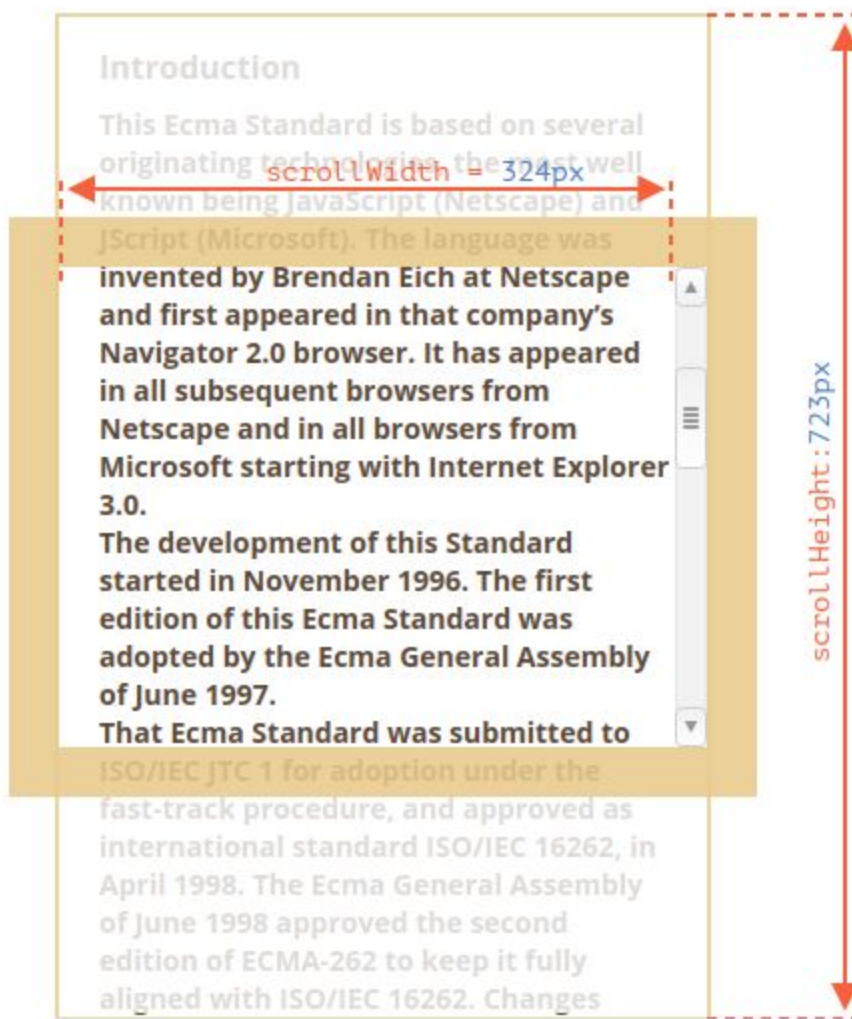 Introduction
This Ecma Standard is based on several
originating technologies, the most well
scrollWidth = 324px
known being JavaScript (Netscape) and
JScript (Microsoft). The language was
invented by Brendan Eich at Netscape
and first appeared in that company’s
Navigator 2.0 browser. It has appeared
in all subsequent browsers from
Netscape and in all browsers from
Microsoft starting with Internet Explorer
3.0.
The development of this Standard
started in November 1996. The first
edition of this Ecma Standard was
adopted by the Ecma General Assembly
of June 1997.
That Ecma Standard was submitted to
ISO/IEC JTC 1 for adoption under the
fast-track procedure, and approved as
international standard ISO/IEC 16262, in
April 1998. The Ecma General Assembly
of June 1998 approved the second
edition of ECMA-262 to keep it fully
aligned with ISO/IEC 16262. Changes
scrollHeight:723px